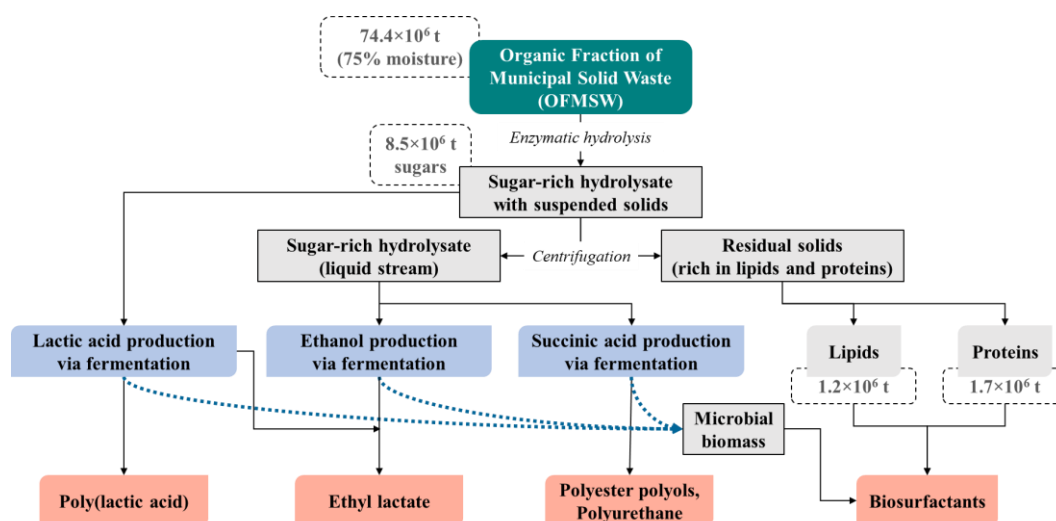 74.4×10⁶ t
(75% moisture)
Organic Fraction of
Municipal Solid Waste
(OFMSW)
Enzymatic hydrolysis
8.5×10⁶ t
sugars
Sugar-rich hydrolysate
with suspended solids
Sugar-rich hydrolysate
(liquid stream)
Centrifugation
Residual solids
(rich in lipids and proteins)
Lactic acid production
via fermentation
Ethanol production
via fermentation
Succinic acid production
via fermentation
Lipids
Proteins
1.2×10⁶ t
1.7×10⁶ t
Microbial
biomass
Poly(lactic acid)
Ethyl lactate
Polyester polyols,
Polyurethane
Biosurfactants